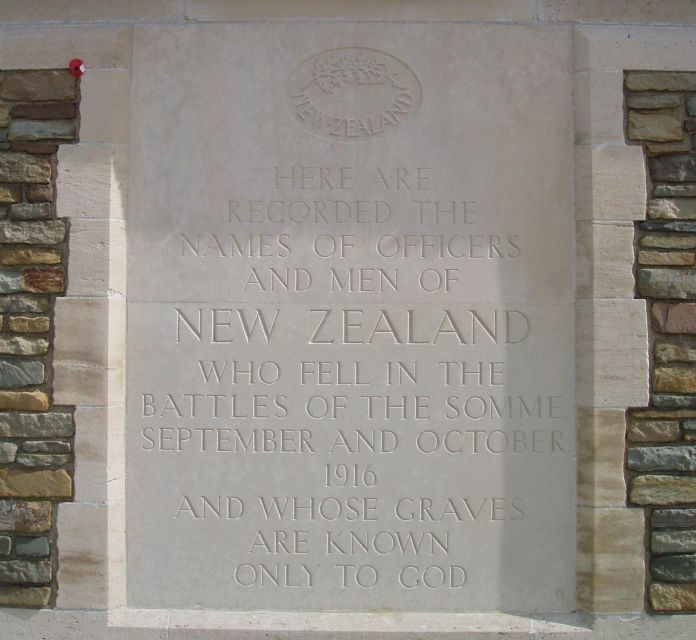 NEW ZEALAND
HERE ARE
RECORDED THE
NAMES OF OFFICERS
AND MEN OF
NEW ZEALAND
WHO FELL IN THE
BATTLES OF THE SOMME
SEPTEMBER AND OCTOBER
1916
AND WHOSE GRAVES
ARE KNOWN
ONLY TO GOD
6